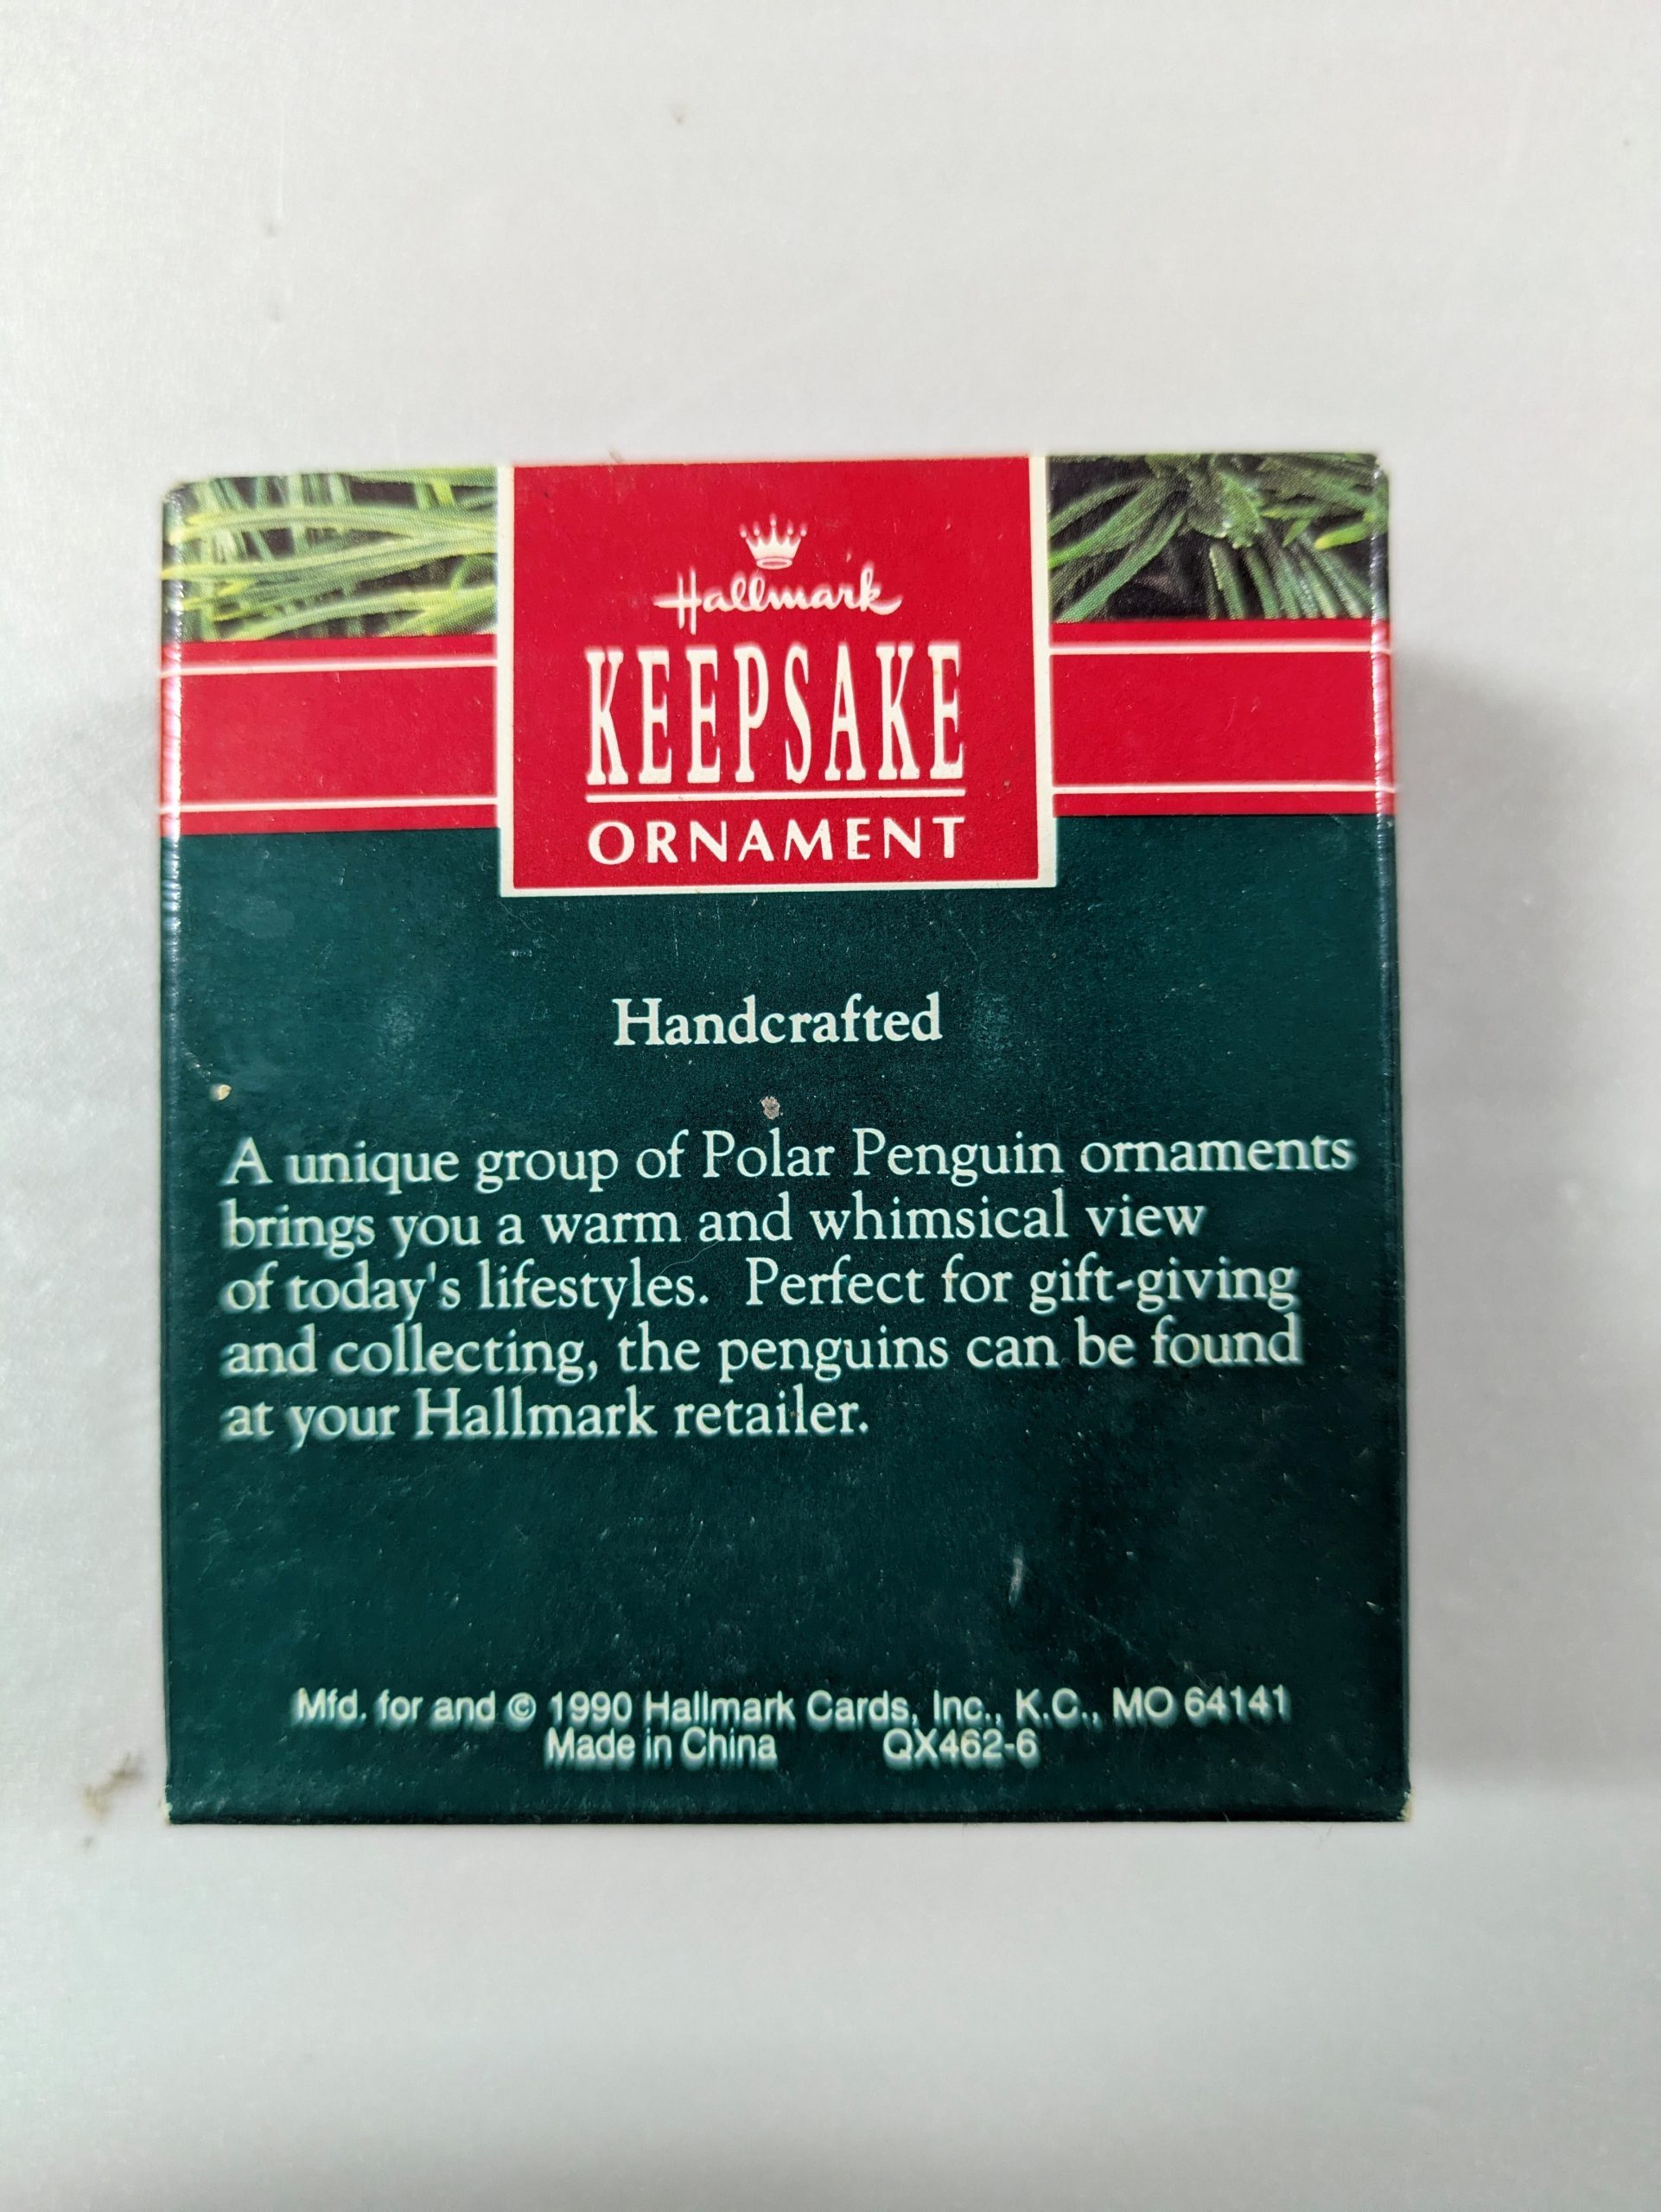 Hallmark
KEEPSAKE
ORNAMENT
Handcrafted
A unique group of Polar Penguin ornaments
brings you a warm and whimsical view
of today's lifestyles.  Perfect for gift-giving
and collecting, the penguins can be found
at your Hallmark retailer.
Mfd. for and © 1990 Hallmark Cards, Inc., K.C., MO 64141
Made in China    QX462-6